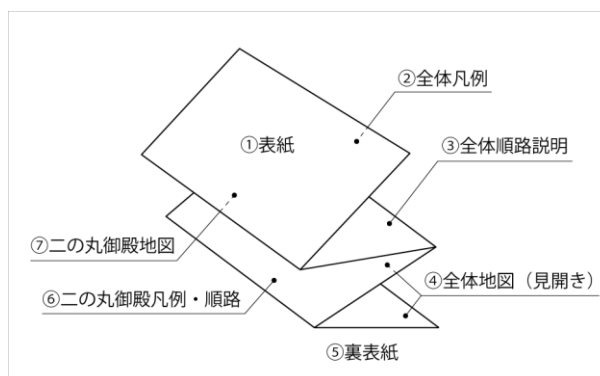 ②全体凡例
①表紙
③全体順路説明
⑦二の丸御殿地図
④全体地図（見開き）
⑥二の丸御殿凡例・順路
⑤裏表紙